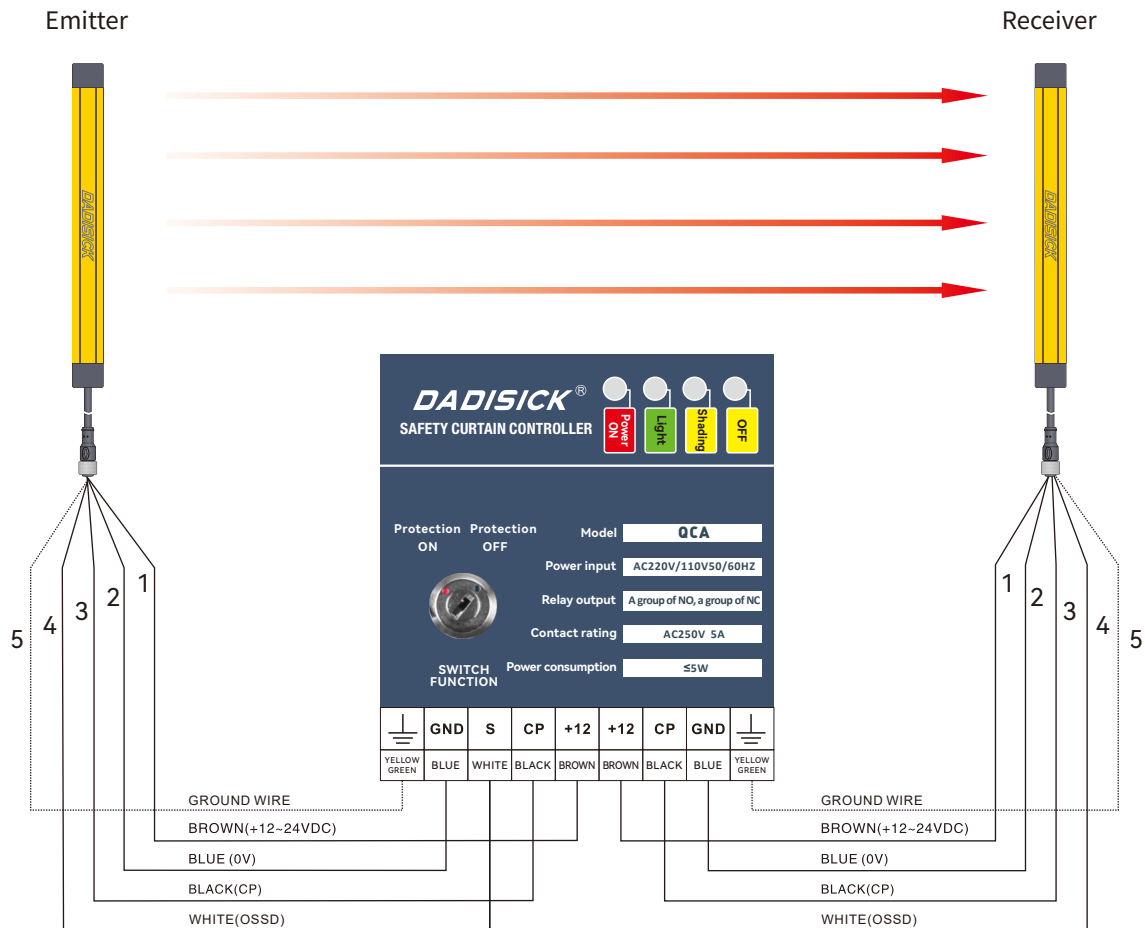 Emitter
Receiver
DADISICK
DADISICK
DADISICK®
SAFETY CURTAIN CONTROLLER
Power ON
Light
Shading
OFF
Protection ON
Protection OFF
SWITCH FUNCTION
Model QCA
Power input AC220V/110V50/60HZ
Relay output A group of NO, a group of NC
Contact rating AC250V 5A
Power consumption ≤5W
GND S CP +12 +12 CP GND
YELLOW GREEN BLUE WHITE BLACK BROWN BROWN BLACK BLUE YELLOW GREEN
5 4 3 2 1
1 2 3 4 5
GROUND WIRE
BROWN(+12~24VDC)
BLUE (0V)
BLACK(CP)
WHITE(OSSD)
GROUND WIRE
BROWN(+12~24VDC)
BLUE (0V)
BLACK(CP)
WHITE(OSSD)